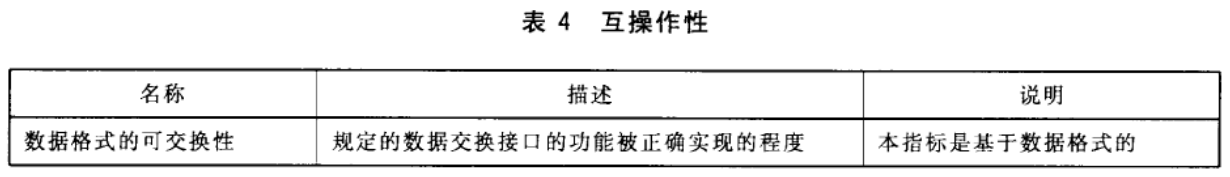 表 4 互操作性
名称 描述 说明
数据格式的可交换性 规定的数据交换接口的功能被正确实现的程度 本指标是基于数据格式的